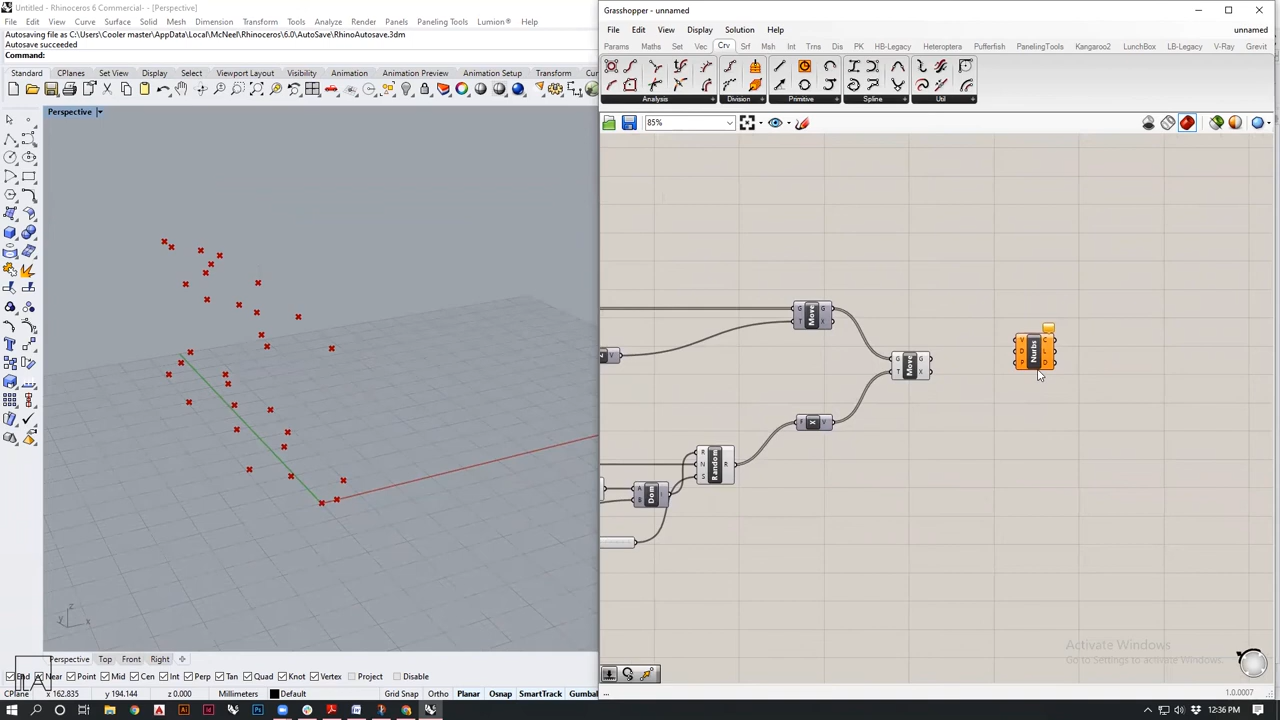 Untitled - Rhinoceros 6 Commercial- - [Perspective]
File Edit View Curve Surface Solid Mesh Dimension Transform Tools Analyze Render Panels Paneling Tools Lumion® Help
Autosaving file as C:\Users\Cooler master\AppData\Local\McNeel\Rhinoceros\6.0\AutoSave\RhinoAutosave.3dm
Autosave succeeded
Command:
Standard CPlanes Set View Display Select Viewport Layout Visibility Animation Animation Preview Animation Setup Transform
Perspective
z
y x
Perspective Top Front Right
End Near Point Mid Cen Int Perp Tan Quad Knot Vertex Project Disable
CPlane x 162.835 y 194.144 z 0.000 Millimeters Default Grid Snap Ortho Planar Osnap SmartTrack Gumbal
Grasshopper - unnamed
File Edit View Display Solution Help unnamed
Params Maths Set Vec Crv Srf Msh Int Trns Dis PK HB-Legacy Heteroptera Pufferfish PanelingTools Kangaroo2 LunchBox LB-Legacy V-Ray Grevit
Analysis Division Primitive Spline Util
85%
G T Move G X
V
G T Move G X
V D P Nurbs C L D
F X V
R N S Random R
A B Dom I
Activate Windows
Go to Settings to activate Windows.
...
1.0.0007
12:36 PM